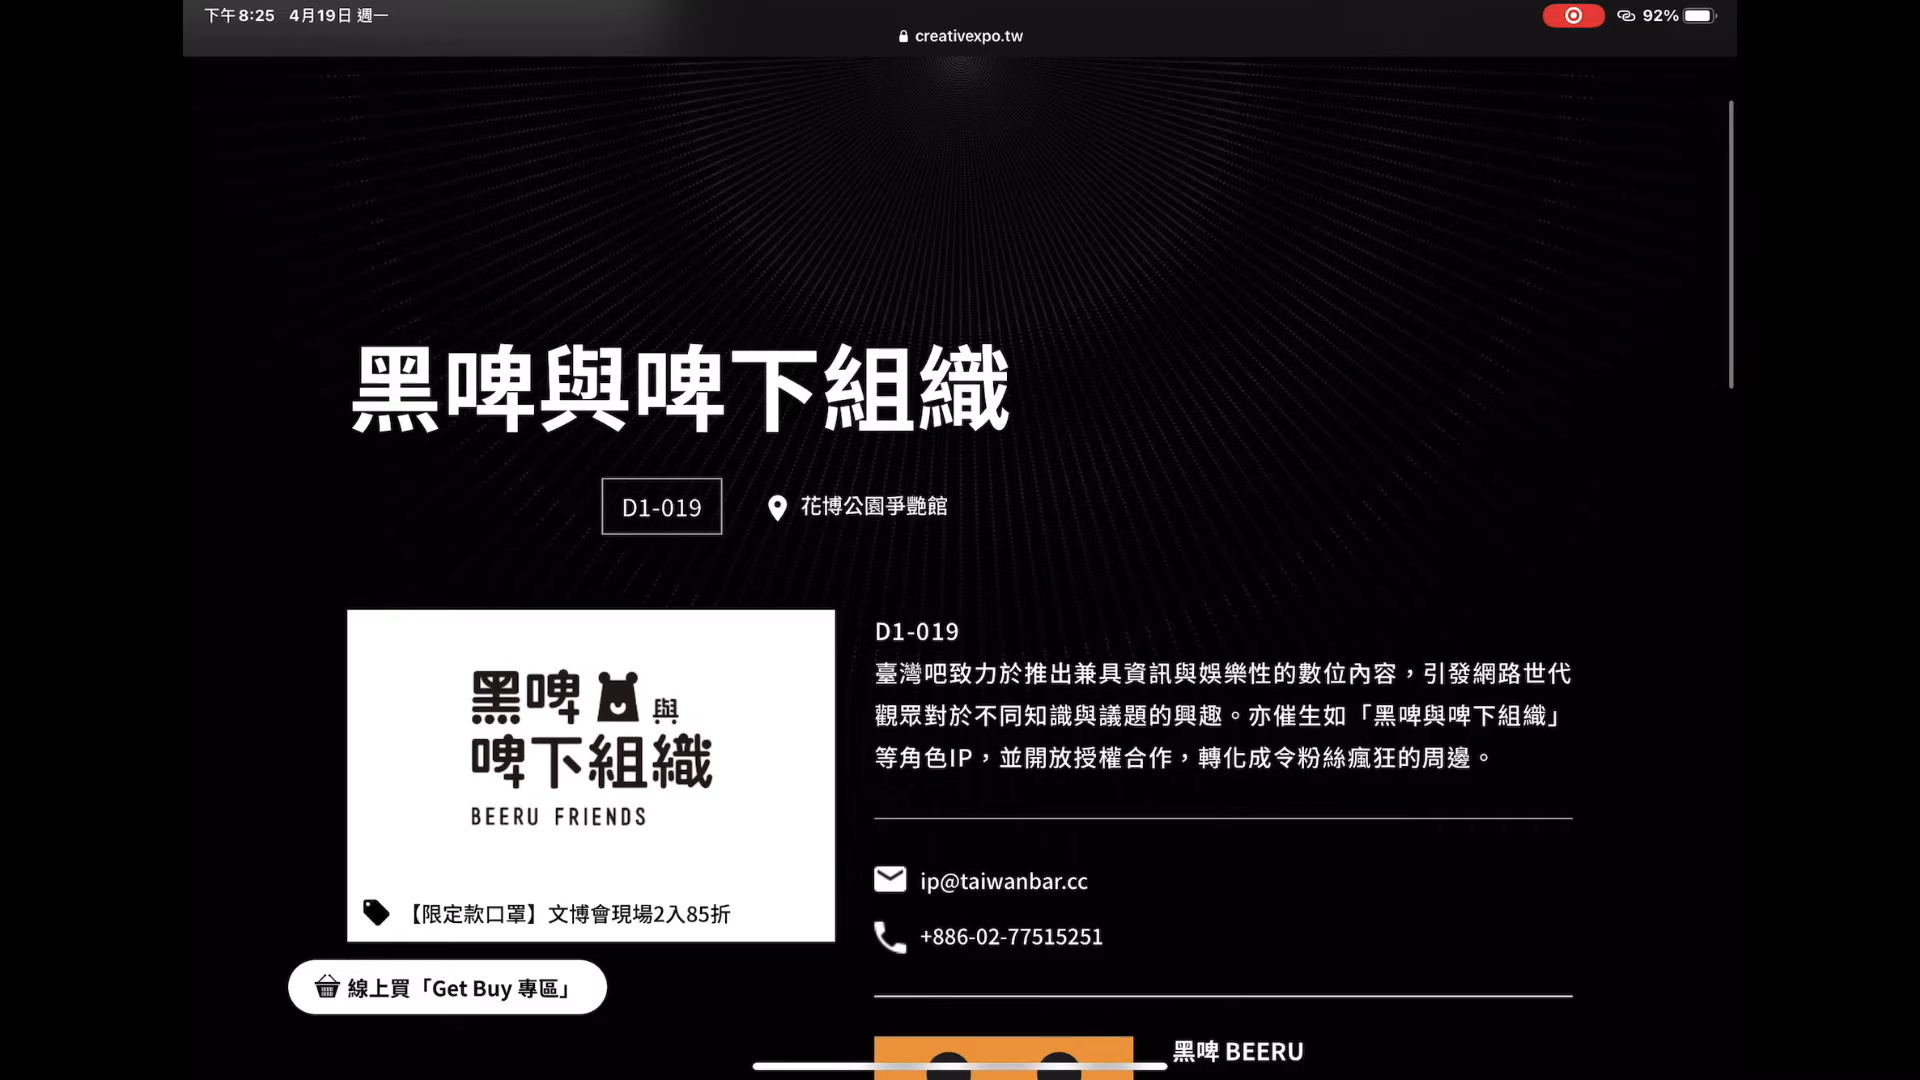 下午8:25 4月19日 週一
92%
creativexpo.tw
黑啤與啤下組織
D1-019
花博公園爭艷館
黑啤與
啤下組織
BEERU FRIENDS
【限定款口罩】文博會現場2入85折
線上買「Get Buy 專區」
D1-019
臺灣吧致力於推出兼具資訊與娛樂性的數位內容，引發網路世代
觀眾對於不同知識與議題的興趣。亦催生如「黑啤與啤下組織」
等角色IP，並開放授權合作，轉化成令粉絲瘋狂的周邊。
ip@taiwanbar.cc
+886-02-77515251
黑啤 BEERU